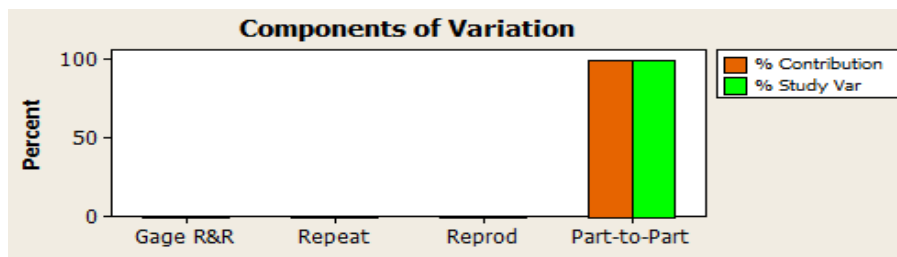 Components of Variation
100
50
0
Percent
Gage R&R Repeat Reprod Part-to-Part
% Contribution
% Study Var